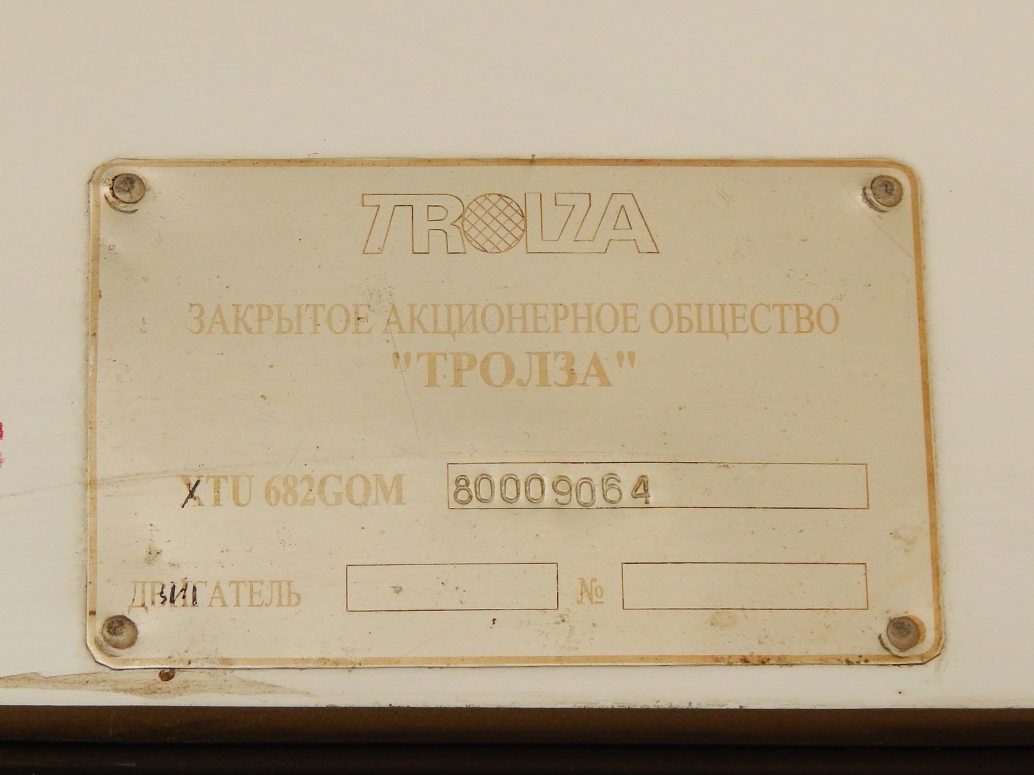 TROLZA
ЗАКРЫТОЕ АКЦИОНЕРНОЕ ОБЩЕСТВО
"ТРОЛЗА"
XTU 682GOM 80009064
ДВИГАТЕЛЬ №